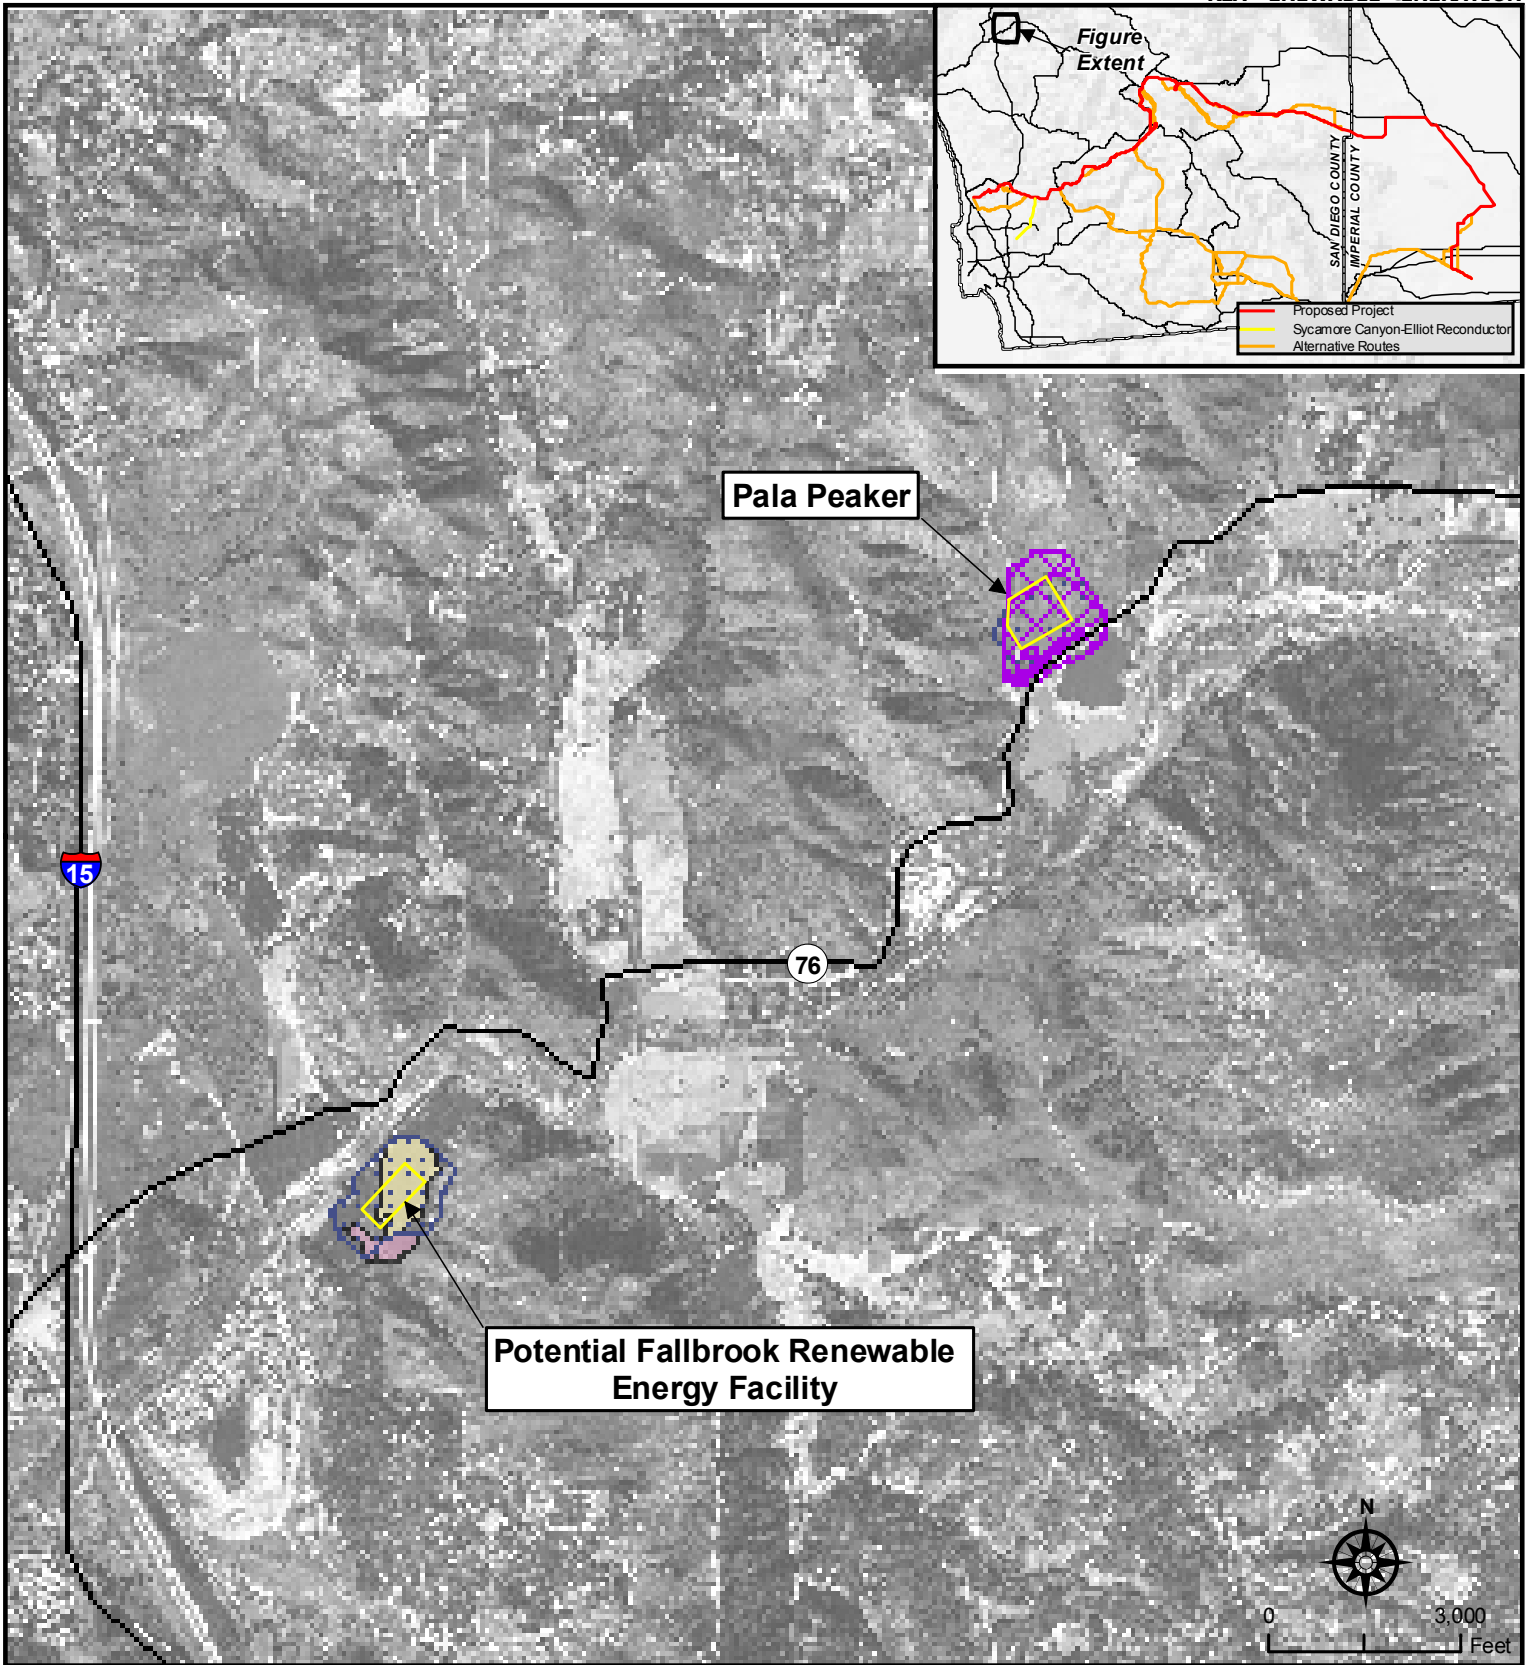 Figure
Extent
SAN DIEGO COUNTY
IMPERIAL COUNTY
Proposed Project
Sycamore Canyon-Elliot Reconductor
Alternative Routes
Pala Peaker
15
76
Potential Fallbrook Renewable
Energy Facility
N
0 3,000
Feet